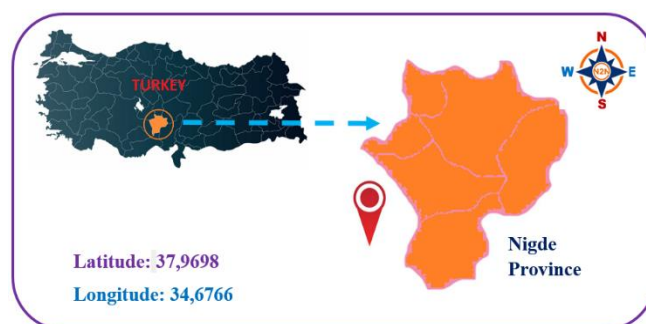 TURKEY
N
W
N2N
E
S
Nigde
Province
Latitude: 37,9698
Longitude: 34,6766